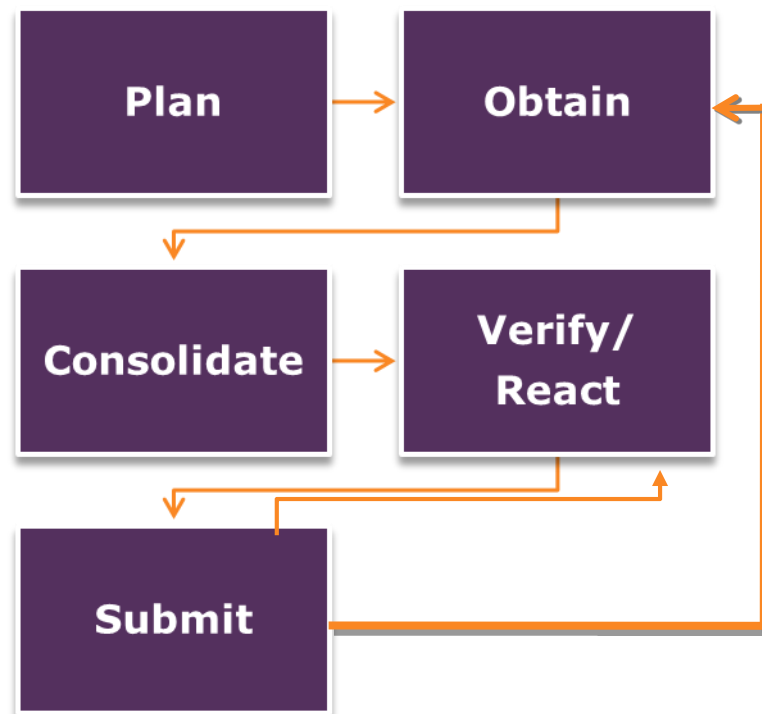 Plan
Obtain
Consolidate
Verify/
React
Submit